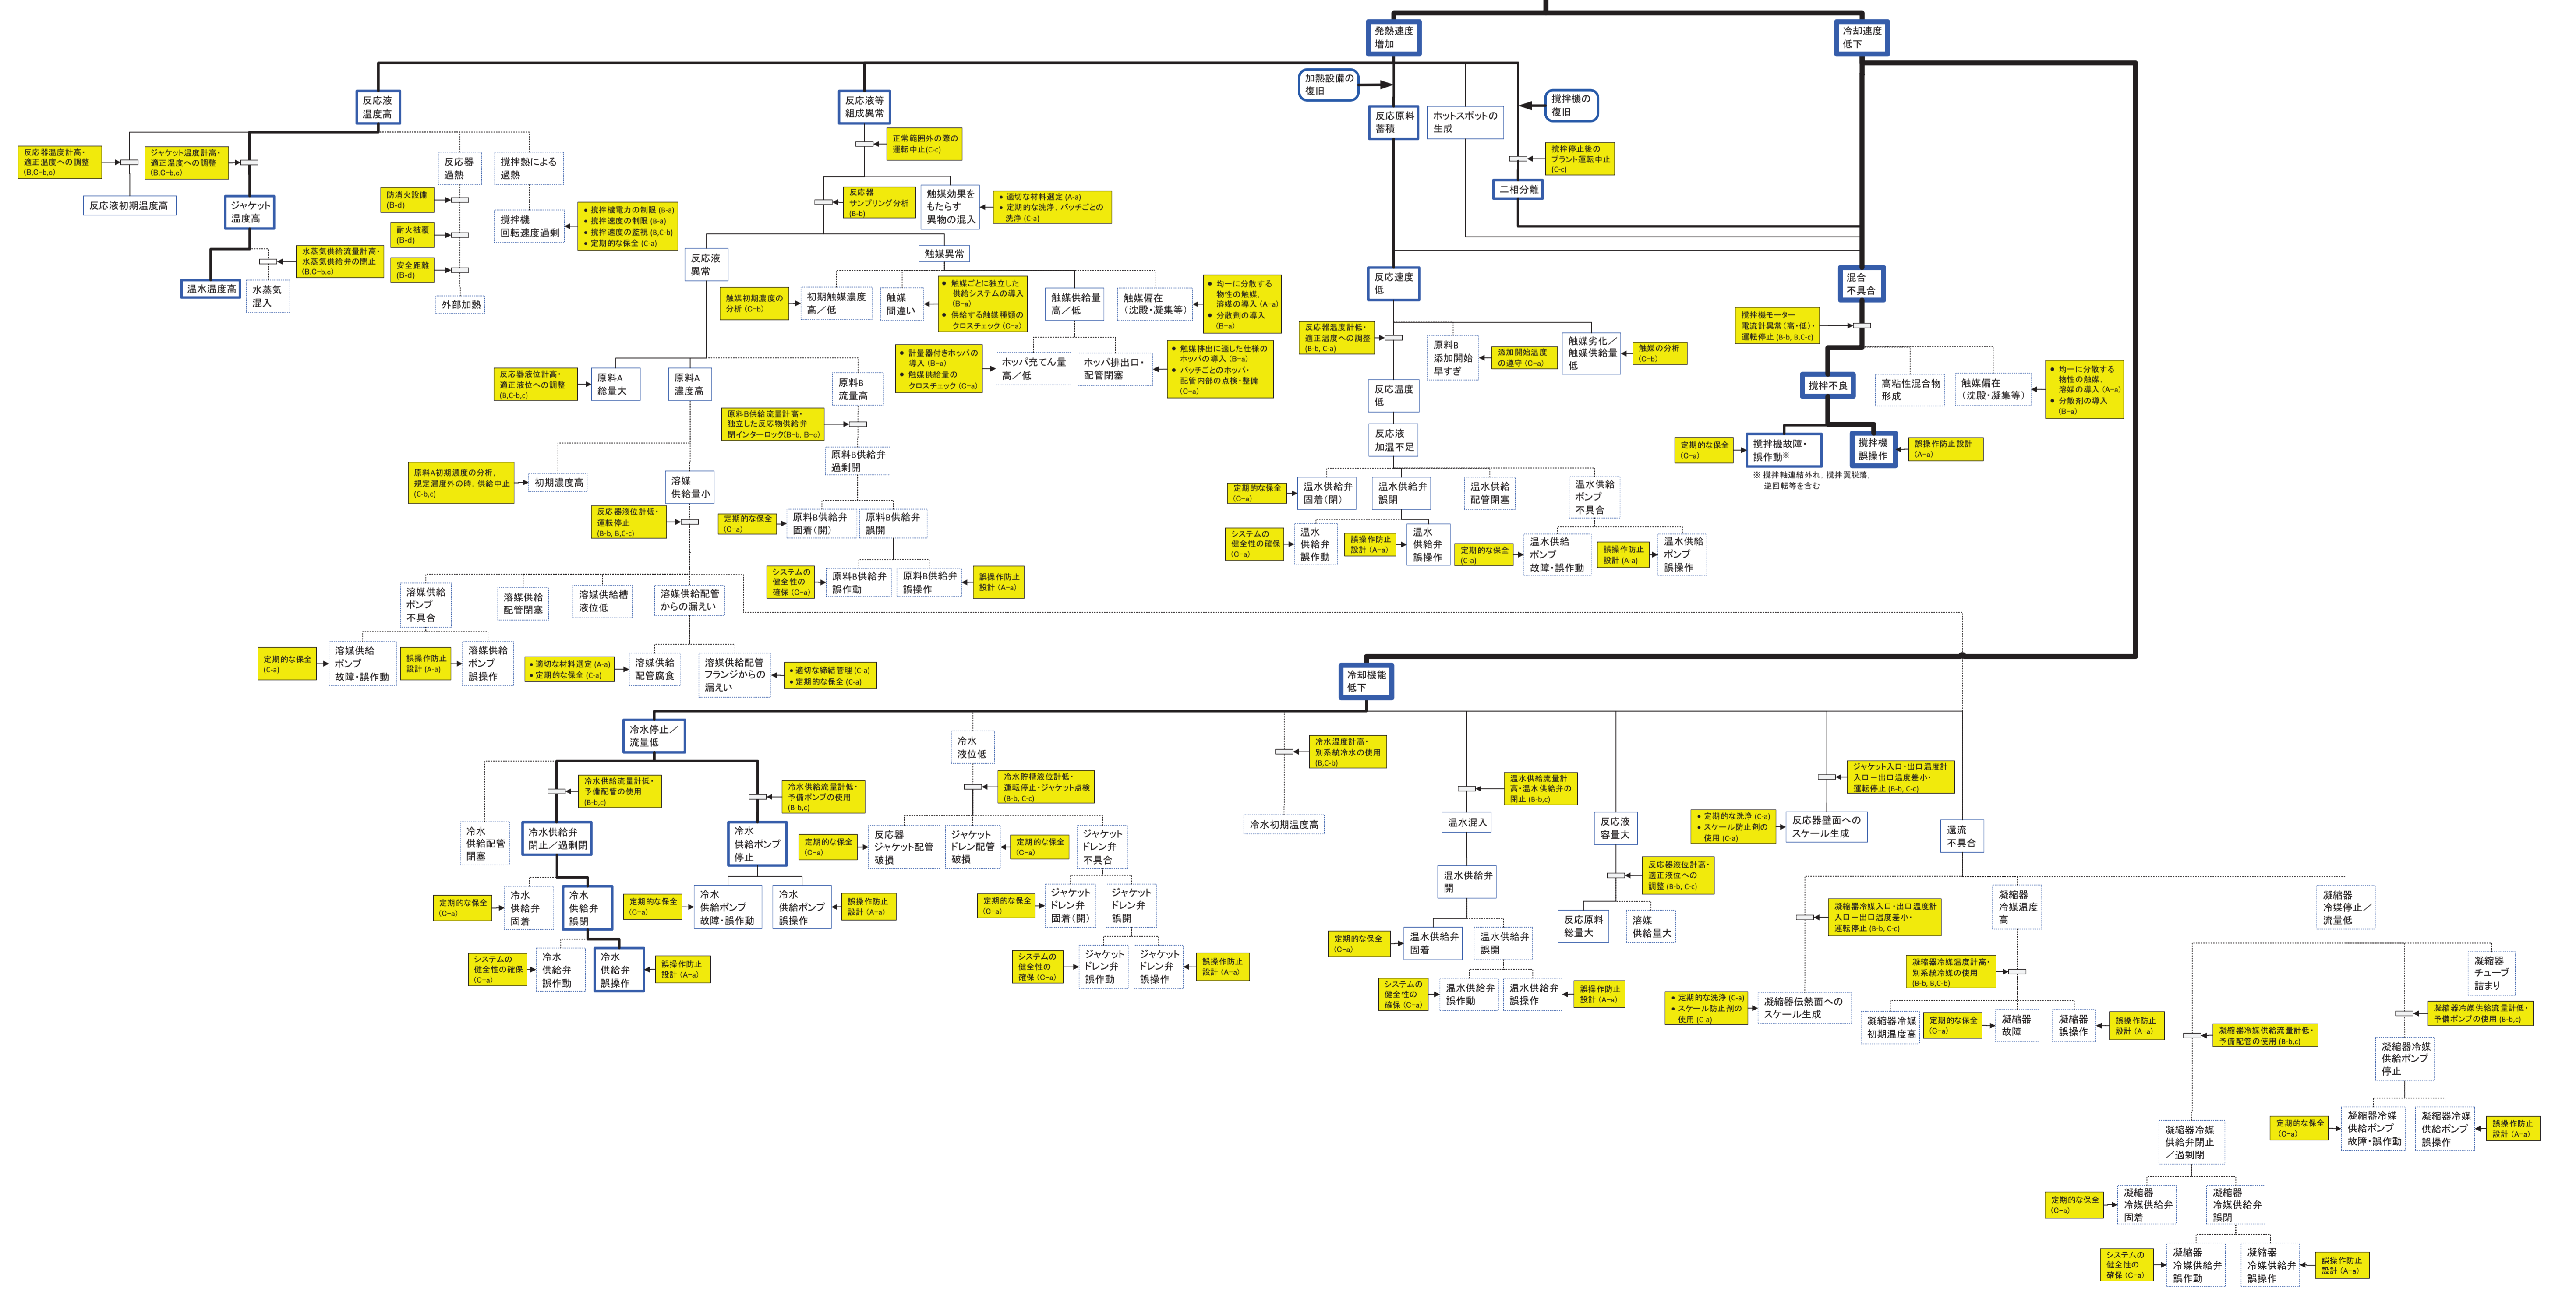 発熱速度
増加
冷却速度
低下
加熱設備の
復旧
撹拌機の
復旧
反応液
温度高
反応液等
組成異常
反応原料
蓄積
ホットスポットの
生成
正常範囲外の際の
運転中止(C-c)
撹拌停止後の
プラント運転中止
(C-c)
二相分離
反応器温度計高・
適正温度への調整
(B,C-b,c)
ジャケット温度計高・
適正温度への調整
(B,C-b,c)
反応器
過熱
撹拌熱による
過熱
反応液初期温度高
ジャケット
温度高
防消火設備
(B-d)
耐火被覆
(B-d)
安全距離
(B-d)
外部加熱
撹拌機
回転速度過剰
• 撹拌機電力の制限 (B-a)
• 撹拌速度の制限 (B-a)
• 撹拌速度の監視 (B,C-b)
• 定期的な保全 (C-a)
水蒸気供給流量計高・
水蒸気供給弁の閉止
(B,C-b,c)
温水温度高
水蒸気
混入
反応器
サンプリング分析
(B-b)
触媒効果を
もたらす
異物の混入
• 適切な材料選定 (A-a)
• 定期的な洗浄，バッチごとの
洗浄 (C-a)
反応液
異常
触媒異常
触媒初期濃度の
分析 (C-b)
初期触媒濃度
高／低
触媒
間違い
• 触媒ごとに独立した
供給システムの導入
(B-a)
• 供給する触媒種類の
クロスチェック (C-a)
触媒供給量
高／低
触媒偏在
（沈殿・凝集等）
• 均一に分散する
物性の触媒，
溶媒の導入 (A-a)
• 分散剤の導入
(B-a)
• 計量器付きホッパの
導入 (B-a)
• 触媒供給量の
クロスチェック (C-a)
ホッパ充てん量
高／低
ホッパ排出口・
配管閉塞
• 触媒排出に適した仕様の
ホッパの導入 (B-a)
• バッチごとのホッパ・
配管内部の点検・整備
(C-a)
反応器液位計高・
適正液位への調整
(B,C-b,c)
原料A
総量大
原料A
濃度高
原料B
流量高
原料B供給流量計高・
独立した反応物供給弁
閉インターロック(B-b, B-c)
原料B供給弁
過剰開
原料A初期濃度の分析，
規定濃度外の時，供給中止
(C-b,c)
初期濃度高
溶媒
供給量小
反応器液位計低・
運転停止
(B-b, B,C-c)
定期的な保全
(C-a)
原料B供給弁
固着（開）
原料B供給弁
誤開
システムの
健全性の
確保 (C-a)
原料B供給弁
誤作動
原料B供給弁
誤操作
誤操作防止
設計 (A-a)
溶媒供給
ポンプ
不具合
溶媒供給
配管閉塞
溶媒供給槽
液位低
溶媒供給配管
からの漏えい
定期的な保全
(C-a)
溶媒供給
ポンプ
故障・誤作動
誤操作防止
設計 (A-a)
溶媒供給
ポンプ
誤操作
• 適切な材料選定 (A-a)
• 定期的な保全 (C-a)
溶媒供給
配管腐食
溶媒供給配管
フランジからの
漏えい
• 適切な締結管理 (C-a)
• 定期的な保全 (C-a)
反応速度
低
反応器温度計低・
適正温度への調整
(B-b, C-a)
原料B
添加開始
早すぎ
添加開始温度
の遵守 (C-a)
触媒劣化／
触媒供給量
低
触媒の分析
(C-b)
反応温度
低
反応液
加温不足
定期的な保全
(C-a)
温水供給弁
固着（閉）
温水供給弁
誤閉
温水供給
配管閉塞
温水供給
ポンプ
不具合
システムの
健全性の確保
(C-a)
温水
供給弁
誤作動
誤操作防止
設計 (A-a)
温水
供給弁
誤操作
定期的な保全
(C-a)
温水供給
ポンプ
故障・誤作動
誤操作防止
設計 (A-a)
温水供給
ポンプ
誤操作
混合
不具合
撹拌機モーター
電流計異常（高・低）・
運転停止 (B-b, B,C-c)
撹拌不良
高粘性混合物
形成
触媒偏在
（沈殿・凝集等）
• 均一に分散する
物性の触媒，
溶媒の導入 (A-a)
• 分散剤の導入
(B-a)
定期的な保全
(C-a)
撹拌機故障・
誤作動※
撹拌機
誤操作
誤操作防止設計
(A-a)
※ 撹拌軸連結外れ，撹拌翼脱落，
逆回転等を含む
冷却機能
低下
冷水停止／
流量低
冷水
液位低
冷水温度計高・
別系統冷水の使用
(B,C-b)
冷水供給流量計低・
予備配管の使用
(B-b,c)
冷水供給流量計低・
予備ポンプの使用
(B-b,c)
冷水貯槽液位計低・
運転停止・ジャケット点検
(B-b, C-c)
温水供給流量計
高・温水供給弁の
閉止 (B-b,c)
ジャケット入口・出口温度計
入口－出口温度差小・
運転停止 (B-b, C-c)
冷水
供給配管
閉塞
冷水供給弁
閉止／過剰閉
冷水
供給ポンプ
停止
定期的な保全
(C-a)
反応器
ジャケット配管
破損
ジャケット
ドレン配管
破損
定期的な保全
(C-a)
ジャケット
ドレン弁
不具合
冷水初期温度高
温水混入
反応液
容量大
• 定期的な洗浄 (C-a)
• スケール防止剤の
使用 (C-a)
反応器壁面への
スケール生成
還流
不具合
定期的な保全
(C-a)
冷水
供給弁
固着
冷水
供給弁
誤閉
定期的な保全
(C-a)
冷水
供給ポンプ
故障・誤作動
冷水
供給ポンプ
誤操作
誤操作防止
設計 (A-a)
定期的な保全
(C-a)
ジャケット
ドレン弁
固着（開）
ジャケット
ドレン弁
誤開
温水供給弁
開
反応器液位計高・
適正液位への
調整 (B-b, C-c)
システムの
健全性の確保
(C-a)
冷水
供給弁
誤作動
冷水
供給弁
誤操作
誤操作防止
設計 (A-a)
システムの
健全性の
確保 (C-a)
ジャケット
ドレン弁
誤作動
ジャケット
ドレン弁
誤操作
誤操作防止
設計 (A-a)
定期的な保全
(C-a)
温水供給弁
固着
温水供給弁
誤開
反応原料
総量大
溶媒
供給量大
システムの
健全性の
確保 (C-a)
温水供給弁
誤作動
温水供給弁
誤操作
誤操作防止
設計 (A-a)
凝縮器冷媒入口・出口温度計
入口－出口温度差小・
運転停止 (B-b, C-c)
凝縮器
冷媒温度
高
凝縮器
冷媒停止／
流量低
凝縮器冷媒温度計高・
別系統冷媒の使用
(B-b, B,C-b)
凝縮器
チューブ
詰まり
• 定期的な洗浄 (C-a)
• スケール防止剤の
使用 (C-a)
凝縮器伝熱面への
スケール生成
凝縮器冷媒
初期温度高
定期的な保全
(C-a)
凝縮器
故障
凝縮器
誤操作
誤操作防止
設計 (A-a)
凝縮器冷媒供給流量計低・
予備配管の使用 (B-b,c)
凝縮器冷媒供給流量計低・
予備ポンプの使用 (B-b,c)
凝縮器冷媒
供給ポンプ
停止
定期的な保全
(C-a)
凝縮器冷媒
供給ポンプ
故障・誤作動
凝縮器冷媒
供給ポンプ
誤操作
誤操作防止
設計 (A-a)
凝縮器冷媒
供給弁閉止
／過剰閉
定期的な保全
(C-a)
凝縮器
冷媒供給弁
固着
凝縮器
冷媒供給弁
誤閉
システムの
健全性の
確保 (C-a)
凝縮器
冷媒供給弁
誤作動
凝縮器
冷媒供給弁
誤操作
誤操作防止
設計 (A-a)